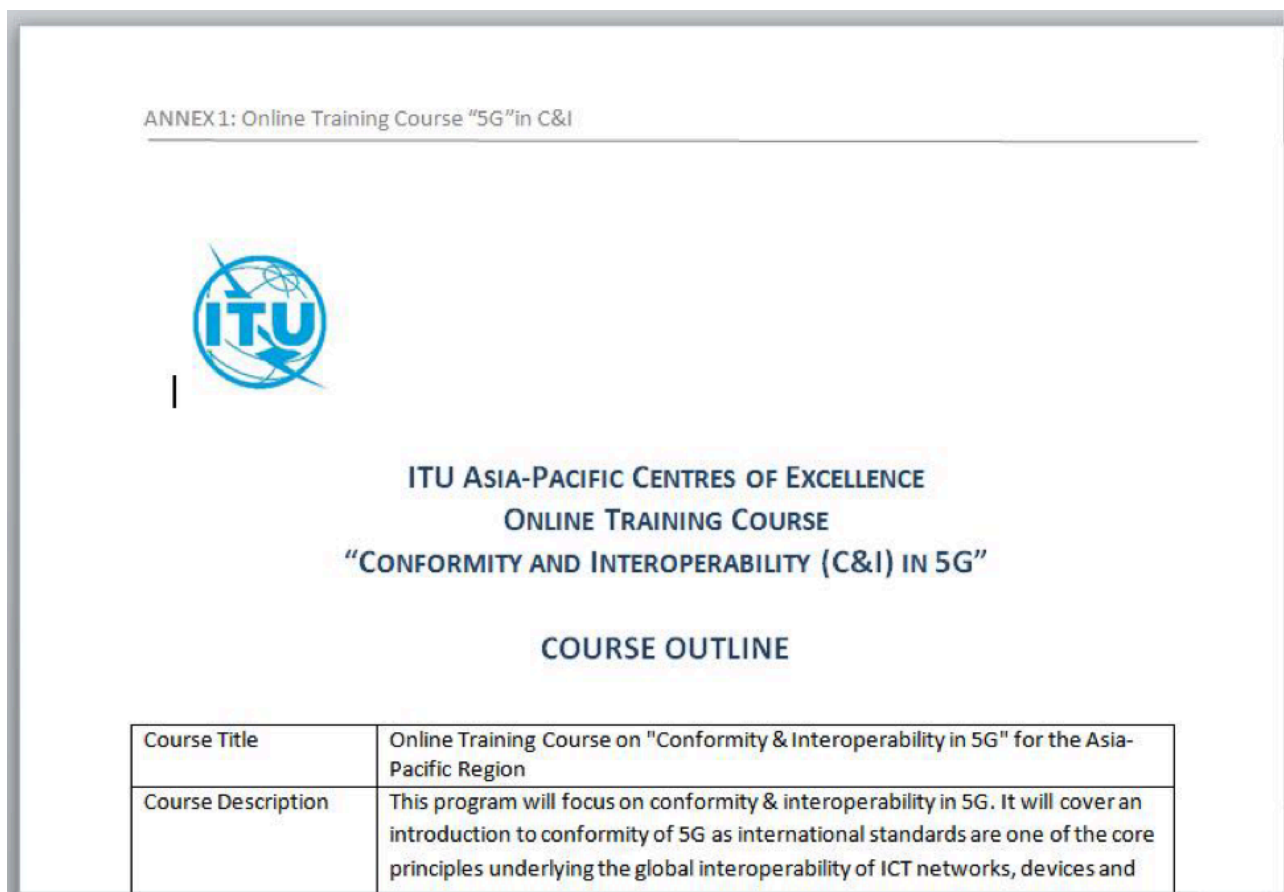 ANNEX 1: Online Training Course "5G"in C&I
ITU
ITU ASIA-PACIFIC CENTRES OF EXCELLENCE
ONLINE TRAINING COURSE
“CONFORMITY AND INTEROPERABILITY (C&I) IN 5G”
COURSE OUTLINE
Course Title
Online Training Course on "Conformity & Interoperability in 5G" for the Asia-
Pacific Region
Course Description
This program will focus on conformity & interoperability in 5G. It will cover an
introduction to conformity of 5G as international standards are one of the core
principles underlying the global interoperability of ICT networks, devices and